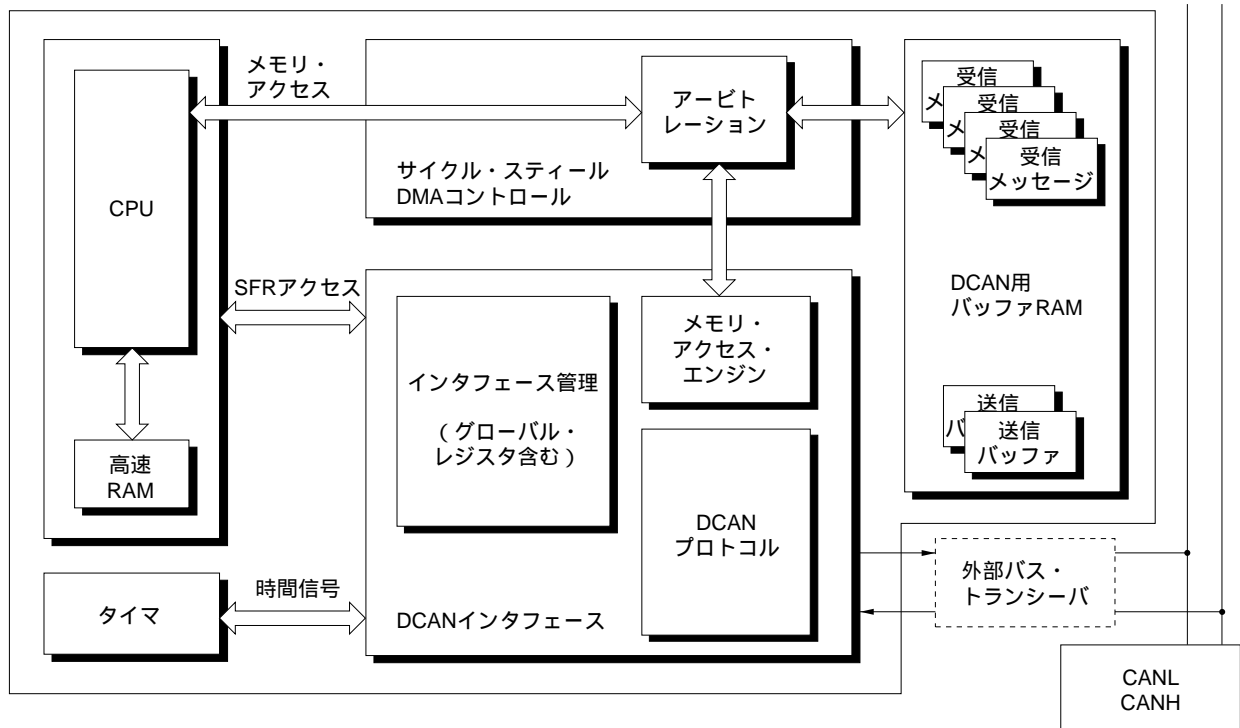 メモリ・
アクセス
CPU
高速
RAM
アービト
レーション
サイクル・スティール
DMAコントロール
受信
メ
受信
メ
受信
メ
受信
メッセージ
DCAN用
バッファRAM
送信
バ
送信
バッファ
SFRアクセス
インタフェース管理
(グローバル・
レジスタ含む)
メモリ・
アクセス・
エンジン
DCAN
プロトコル
DCANインタフェース
タイマ
時間信号
外部バス・
トランシーバ
CANL
CANH